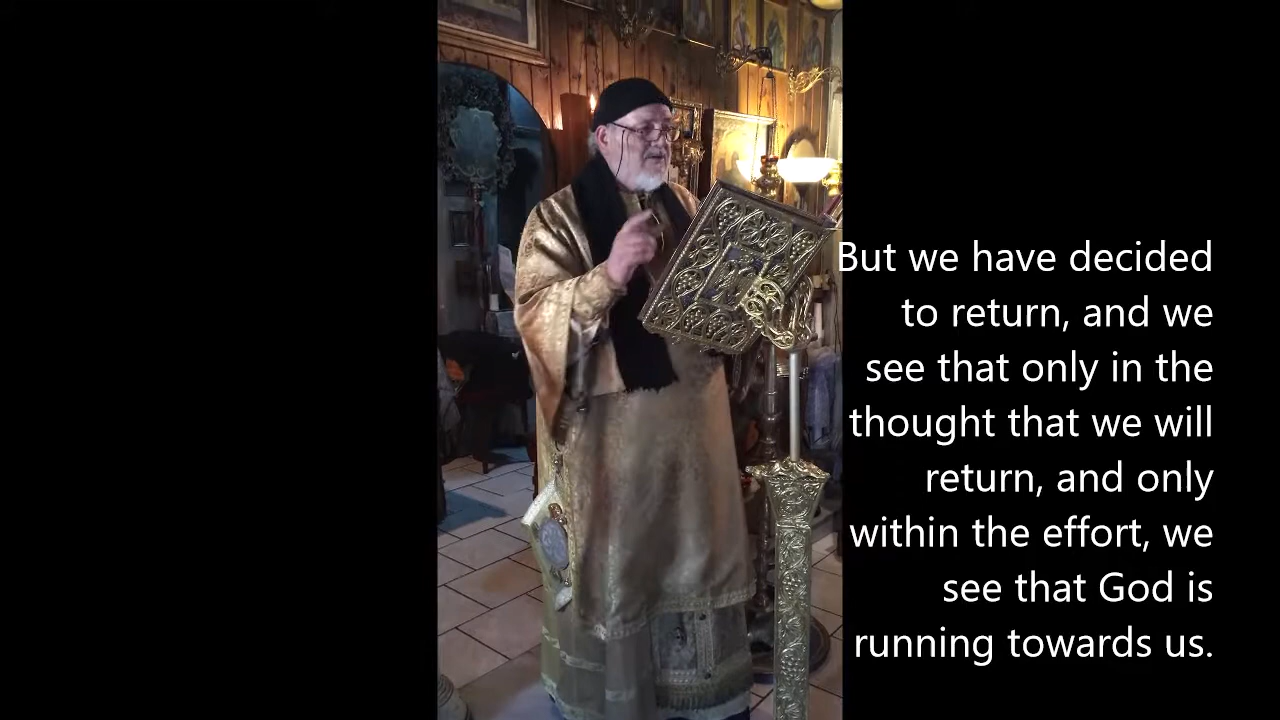 But we have decided
to return, and we
see that only in the
thought that we will
return, and only
within the effort, we
see that God is
running towards us.